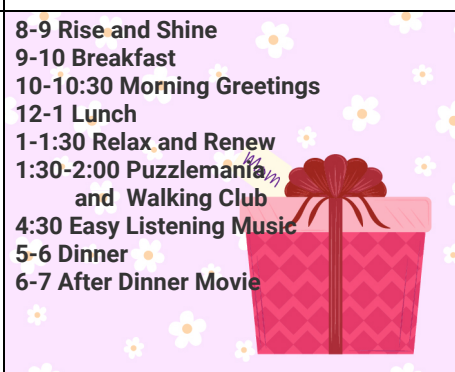 8-9 Rise and Shine
9-10 Breakfast
10-10:30 Morning Greetings
12-1 Lunch
1-1:30 Relax and Renew
1:30-2:00 Puzzlemania
and Walking Club
4:30 Easy Listening Music
5-6 Dinner
6-7 After Dinner Movie
Mom